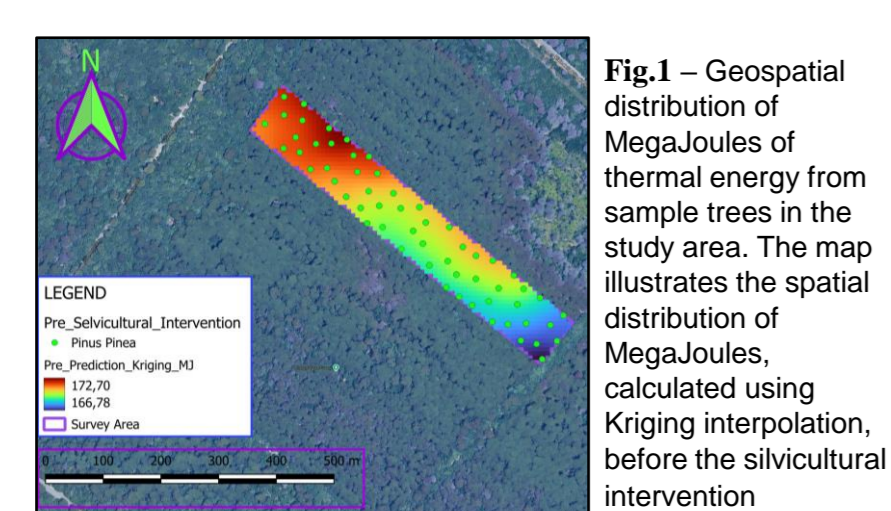 N
LEGEND
Pre_Selvicultural_Intervention
Pinus Pinea
Pre_Prediction_Kriging_MJ
172,70
166,78
Survey Area
0 100 200 300 400 500 m
Fig.1 – Geospatial
distribution of
MegaJoules of
thermal energy from
sample trees in the
study area. The map
illustrates the spatial
distribution of
MegaJoules,
calculated using
Kriging interpolation,
before the silvicultural
intervention